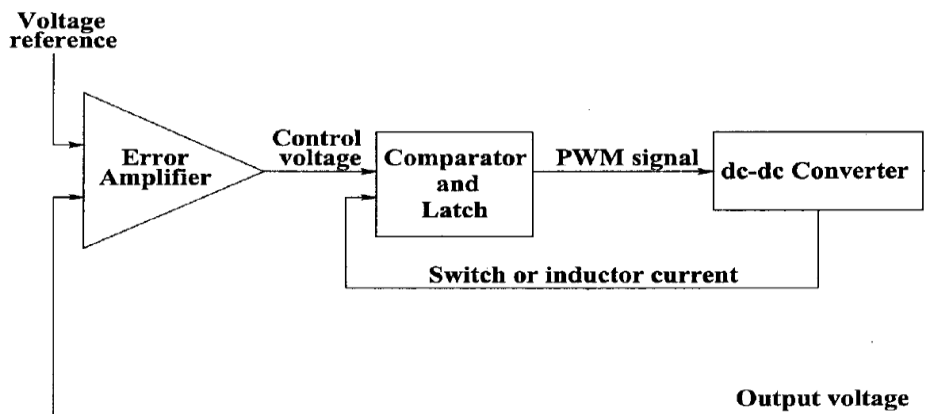 Voltage
reference
Error
Amplifier
Control
voltage
Comparator
and
Latch
PWM signal
dc-dc Converter
Switch or inductor current
Output voltage